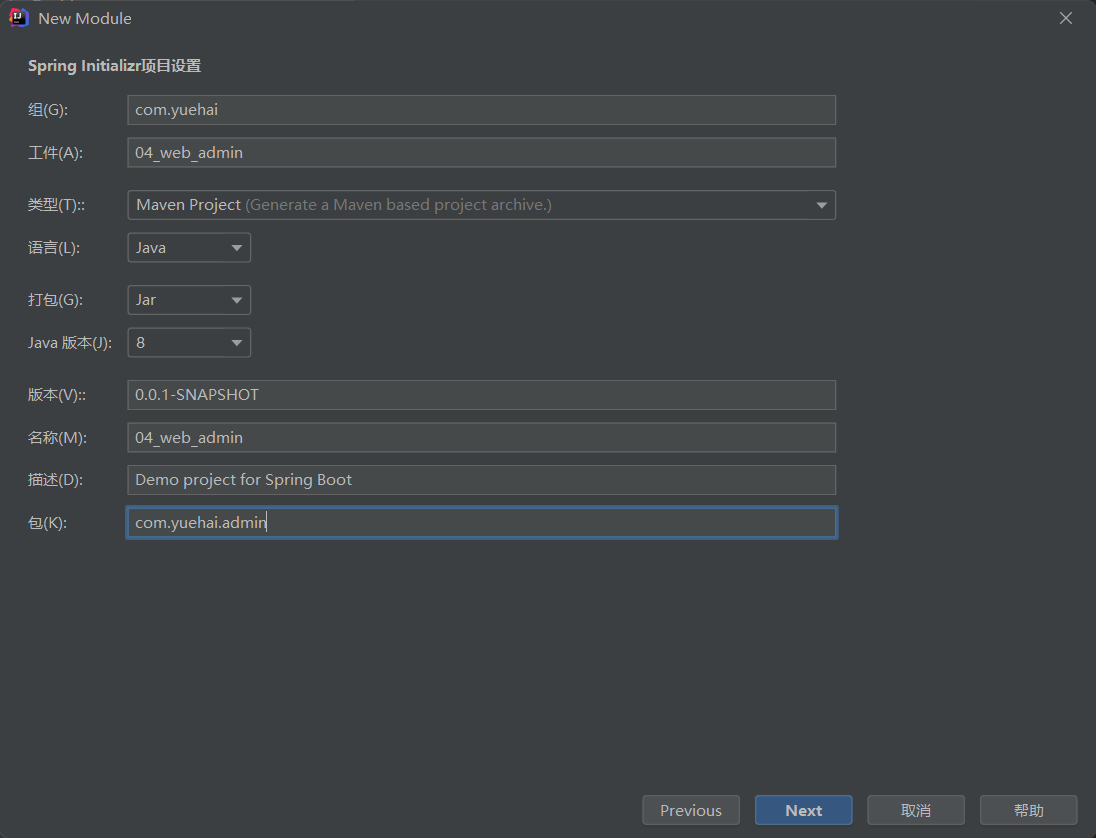 New Module
Spring Initializr项目设置
组(G): com.yuehai
工件(A): 04_web_admin
类型(T):: Maven Project (Generate a Maven based project archive.)
语言(L): Java
打包(G): Jar
Java 版本(J): 8
版本(V):: 0.0.1-SNAPSHOT
名称(M): 04_web_admin
描述(D): Demo project for Spring Boot
包(K): com.yuehai.admin
Previous Next 取消 帮助